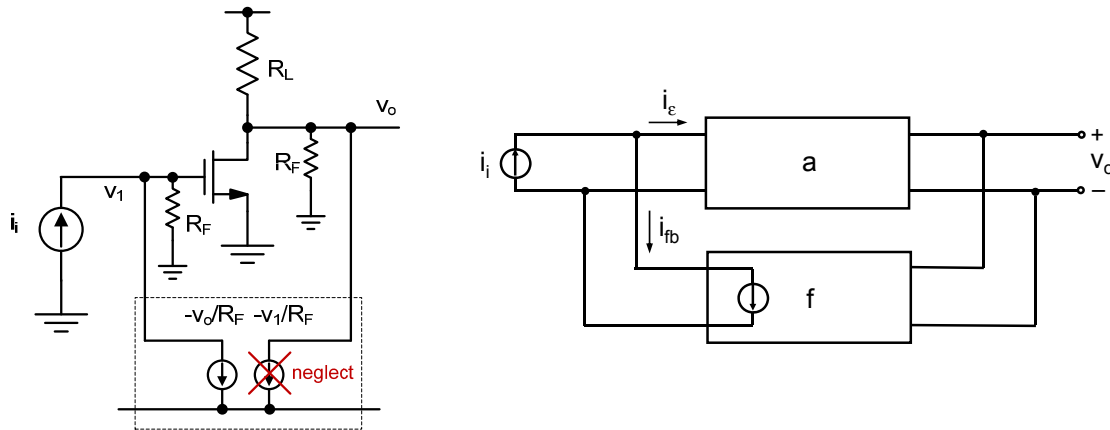 R_L
v_o
R_F
v_1
R_F
i_i
-v_o/R_F -v_1/R_F
neglect
i_ε
i_i
a
+
v_o
–
i_fb
f